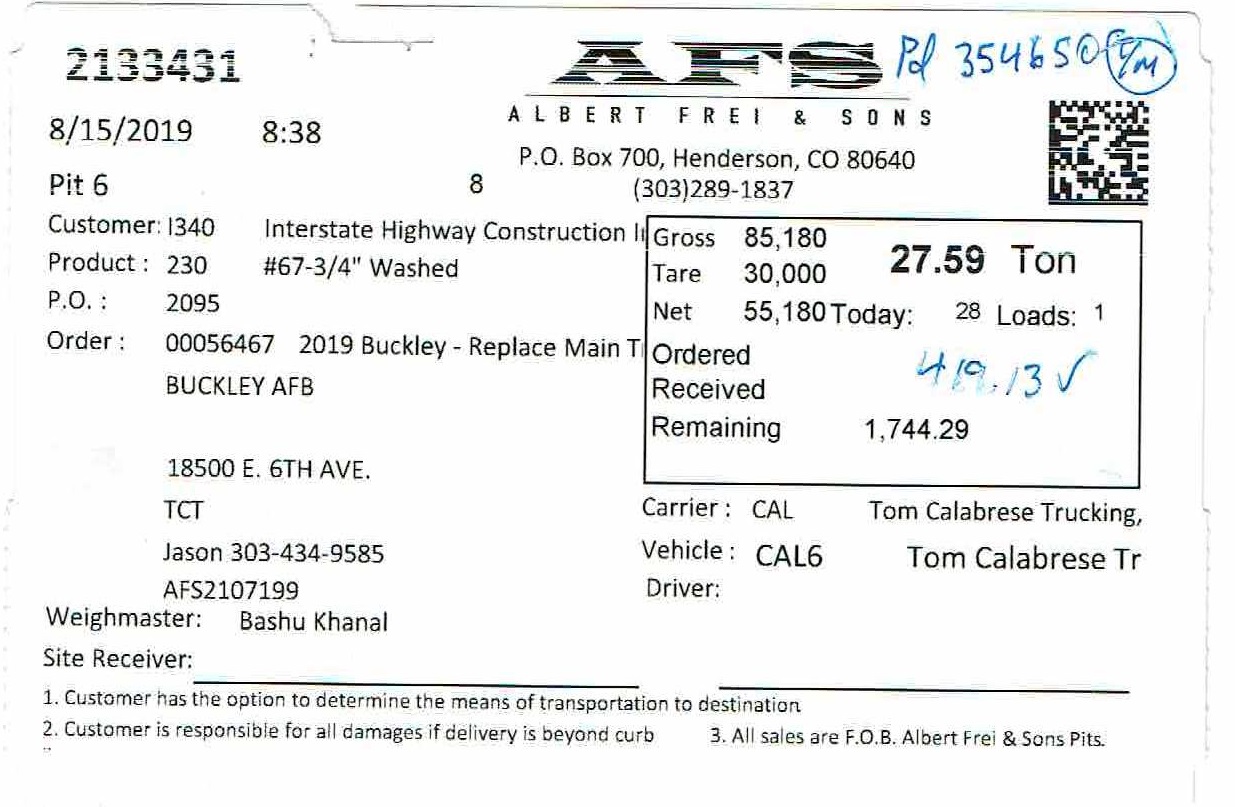 2133431
AFS
Pd 354650
ALBERT FREI & SONS
8/15/2019 8:38
P.O. Box 700, Henderson, CO 80640
Pit 6 8 (303)289-1837
Customer: I340 Interstate Highway Construction I
Product : 230 #67-3/4" Washed
P.O. : 2095
Order : 00056467 2019 Buckley - Replace Main T
BUCKLEY AFB
18500 E. 6TH AVE.
TCT
Jason 303-434-9585
AFS2107199
Weighmaster: Bashu Khanal
Site Receiver:
Gross 85,180 27.59 Ton
Tare 30,000
Net 55,180 Today: 28 Loads: 1
Ordered
419.13 ✓
Received
Remaining 1,744.29
Carrier : CAL Tom Calabrese Trucking,
Vehicle : CAL6 Tom Calabrese Tr
Driver:
1. Customer has the option to determine the means of transportation to destination
2. Customer is responsible for all damages if delivery is beyond curb 3. All sales are F.O.B. Albert Frei & Sons Pits.